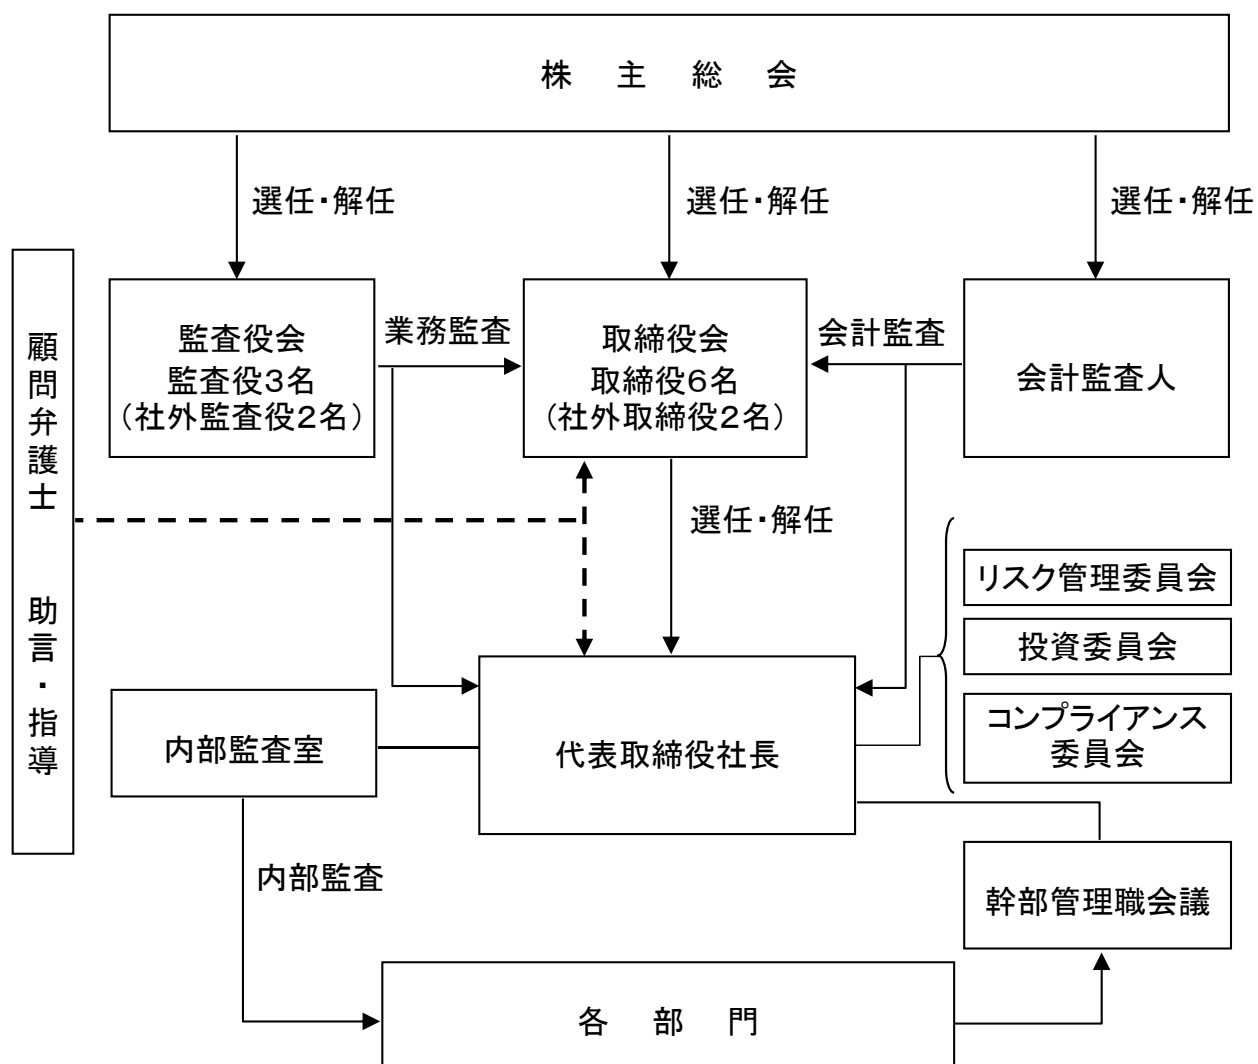 株 主 総 会
選任・解任
選任・解任
選任・解任
顧問弁護士 助言・指導
監査役会
監査役3名
(社外監査役2名)
業務監査
取締役会
取締役6名
(社外取締役2名)
会計監査
会計監査人
選任・解任
リスク管理委員会
投資委員会
コンプライアンス
委員会
内部監査室
代表取締役社長
内部監査
幹部管理職会議
各 部 門